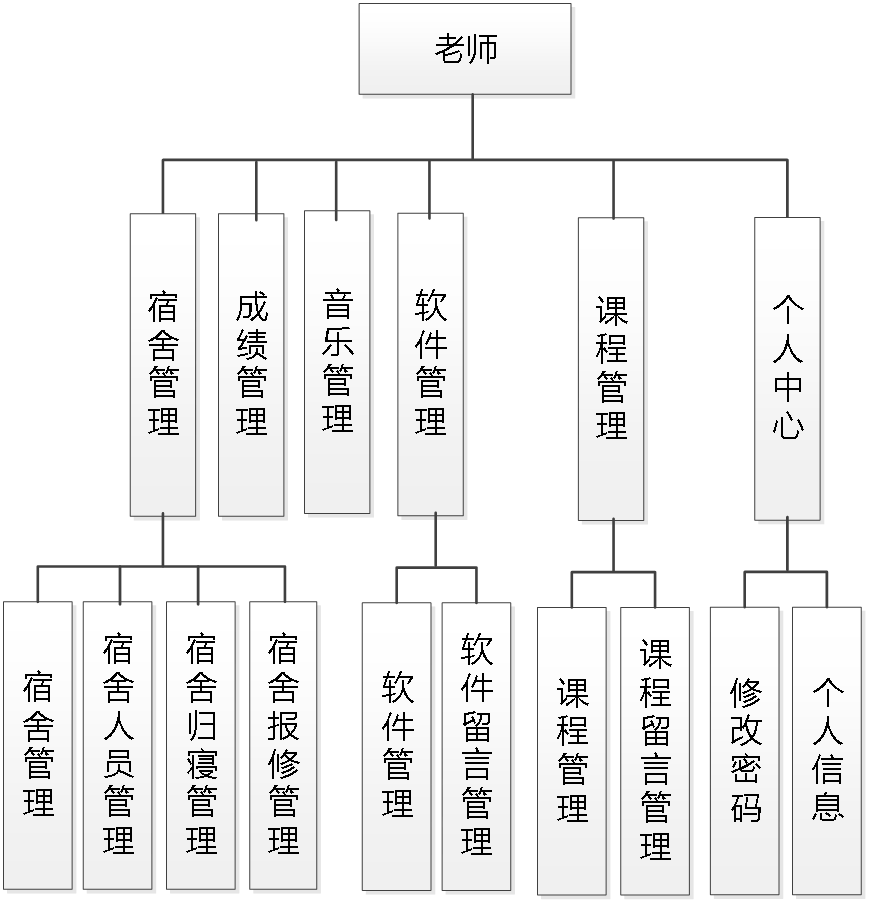 老师
宿舍管理
成绩管理
音乐管理
软件管理
课程管理
个人中心
宿舍管理
宿舍人员管理
宿舍归寝管理
宿舍报修管理
软件管理
软件留言管理
课程管理
课程留言管理
修改密码
个人信息